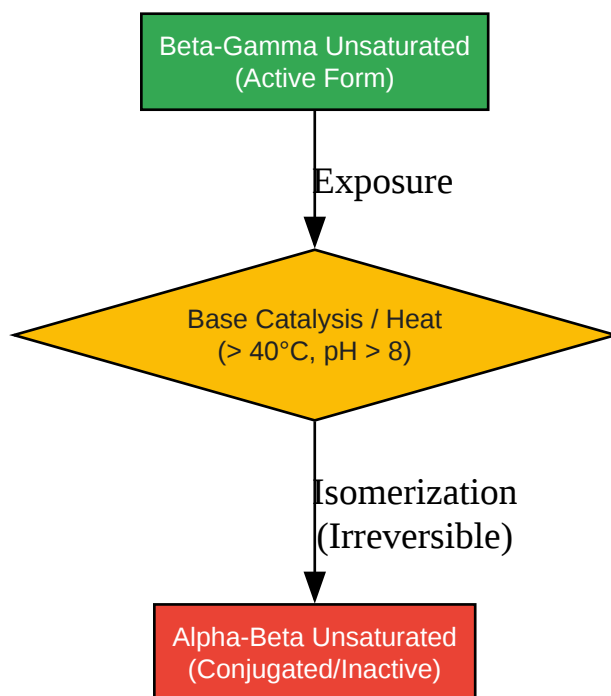 Beta-Gamma Unsaturated
(Active Form)
Exposure
Base Catalysis / Heat
(> 40°C, pH > 8)
Isomerization
(Irreversible)
Alpha-Beta Unsaturated
(Conjugated/Inactive)